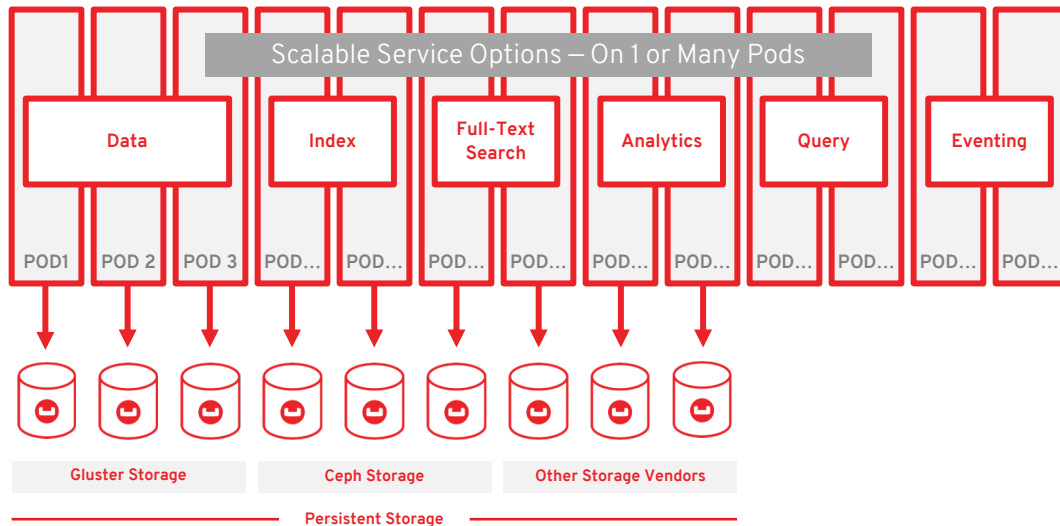 Scalable Service Options — On 1 or Many Pods
Data
Index
Full-Text
Search
Analytics
Query
Eventing
POD1
POD 2
POD 3
POD...
POD...
POD...
POD...
POD...
POD...
POD...
POD...
POD...
POD...
Gluster Storage
Ceph Storage
Other Storage Vendors
Persistent Storage